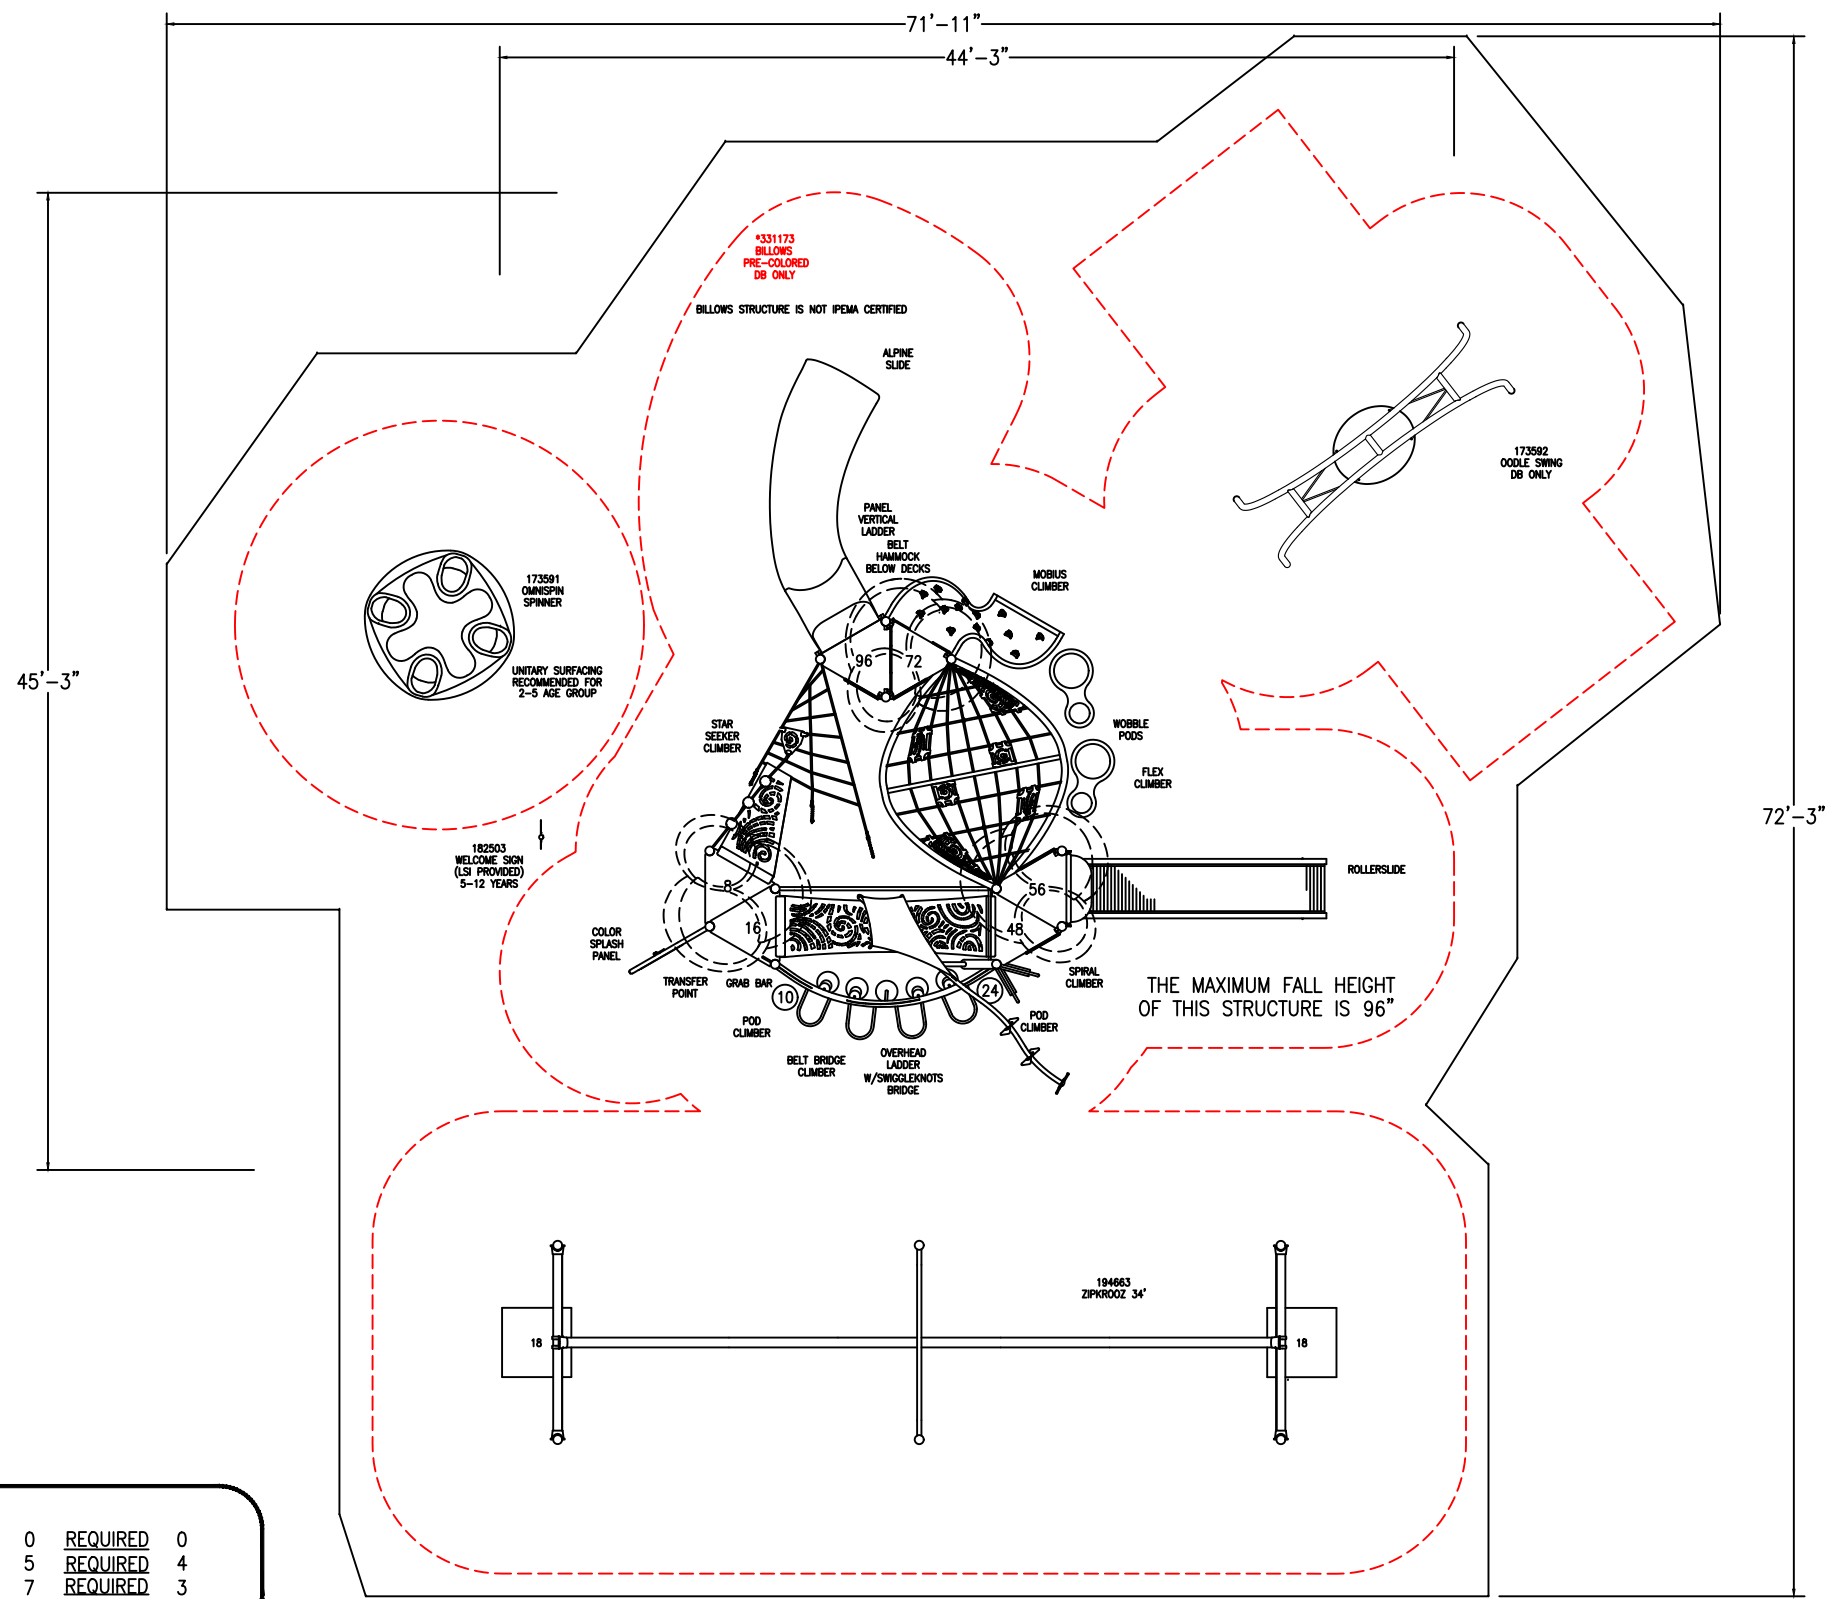 71'-11"
44'-3"
*331173
BILLOWS
PRE-COLORED
DB ONLY
BILLOWS STRUCTURE IS NOT IPEMA CERTIFIED
ALPINE
SLIDE
173592
OODLE SWING
DB ONLY
PANEL
VERTICAL
LADDER
BELT
HAMMOCK
BELOW DECKS
MOBIUS
CLIMBER
173591
OMNISPIN
SPINNER
UNITARY SURFACING
RECOMMENDED FOR
2-5 AGE GROUP
45'-3"
96
72
STAR
SEEKER
CLIMBER
WOBBLE
PODS
FLEX
CLIMBER
72'-3"
182503
WELCOME SIGN
(LSI PROVIDED)
5-12 YEARS
ROLLERSLIDE
8
56
16
48
COLOR
SPLASH
PANEL
TRANSFER
POINT
GRAB BAR
10
24
SPIRAL
CLIMBER
POD
CLIMBER
POD
CLIMBER
THE MAXIMUM FALL HEIGHT
OF THIS STRUCTURE IS 96"
BELT BRIDGE
CLIMBER
OVERHEAD
LADDER
W/SWIGGLEKNOTS
BRIDGE
194663
ZIPKROOZ 34'
18
18
0 REQUIRED 0
5 REQUIRED 4
7 REQUIRED 3